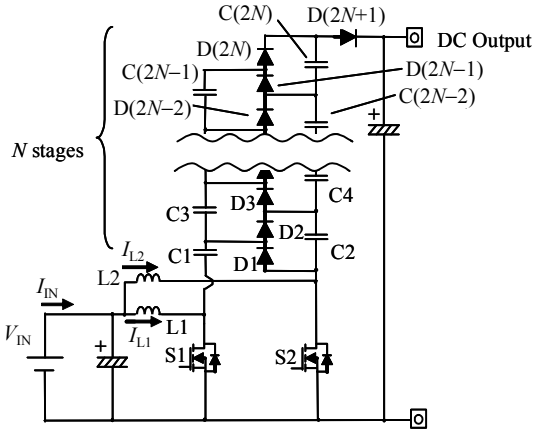 C(2N) D(2N+1)
D(2N) DC Output
C(2N−1) D(2N−1)
D(2N−2) C(2N−2)
+
N stages
C4
D3
C3
D2
C1 D1 C2
IL2
L2
IIN
L1
IL1
VIN
+
S1 S2